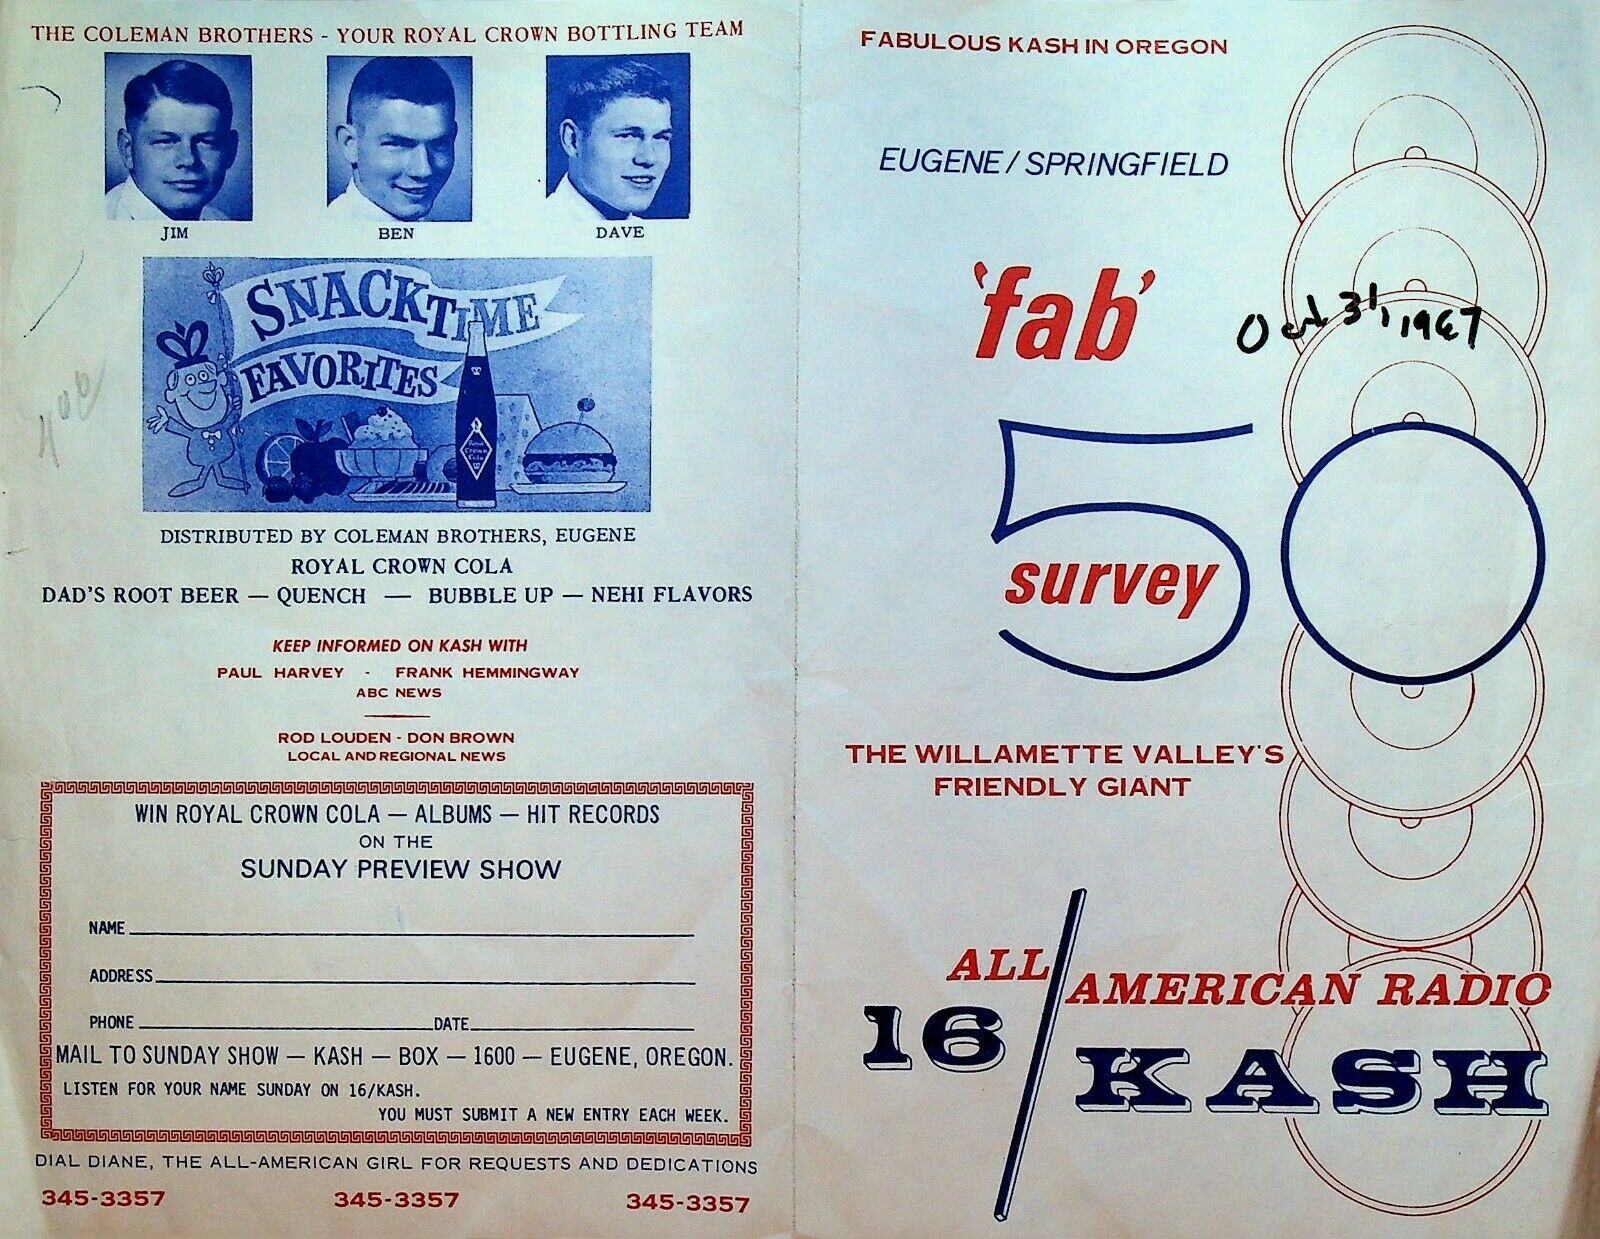 THE COLEMAN BROTHERS - YOUR ROYAL CROWN BOTTLING TEAM
JIM
BEN
DAVE
SNACKTIME
FAVORITES
Royal
Crown
Cola
DISTRIBUTED BY COLEMAN BROTHERS, EUGENE
ROYAL CROWN COLA
DAD'S ROOT BEER — QUENCH — BUBBLE UP — NEHI FLAVORS
KEEP INFORMED ON KASH WITH
PAUL HARVEY - FRANK HEMMINGWAY
ABC NEWS
ROD LOUDEN - DON BROWN
LOCAL AND REGIONAL NEWS
WIN ROYAL CROWN COLA — ALBUMS — HIT RECORDS
ON THE
SUNDAY PREVIEW SHOW
NAME
ADDRESS
PHONE DATE
MAIL TO SUNDAY SHOW — KASH — BOX — 1600 — EUGENE, OREGON.
LISTEN FOR YOUR NAME SUNDAY ON 16/KASH.
YOU MUST SUBMIT A NEW ENTRY EACH WEEK.
DIAL DIANE, THE ALL-AMERICAN GIRL FOR REQUESTS AND DEDICATIONS
345-3357 345-3357 345-3357
FABULOUS KASH IN OREGON
EUGENE/SPRINGFIELD
'fab'
Oct 31, 1967
50
survey
THE WILLAMETTE VALLEY'S
FRIENDLY GIANT
ALL/AMERICAN RADIO
16/KASH